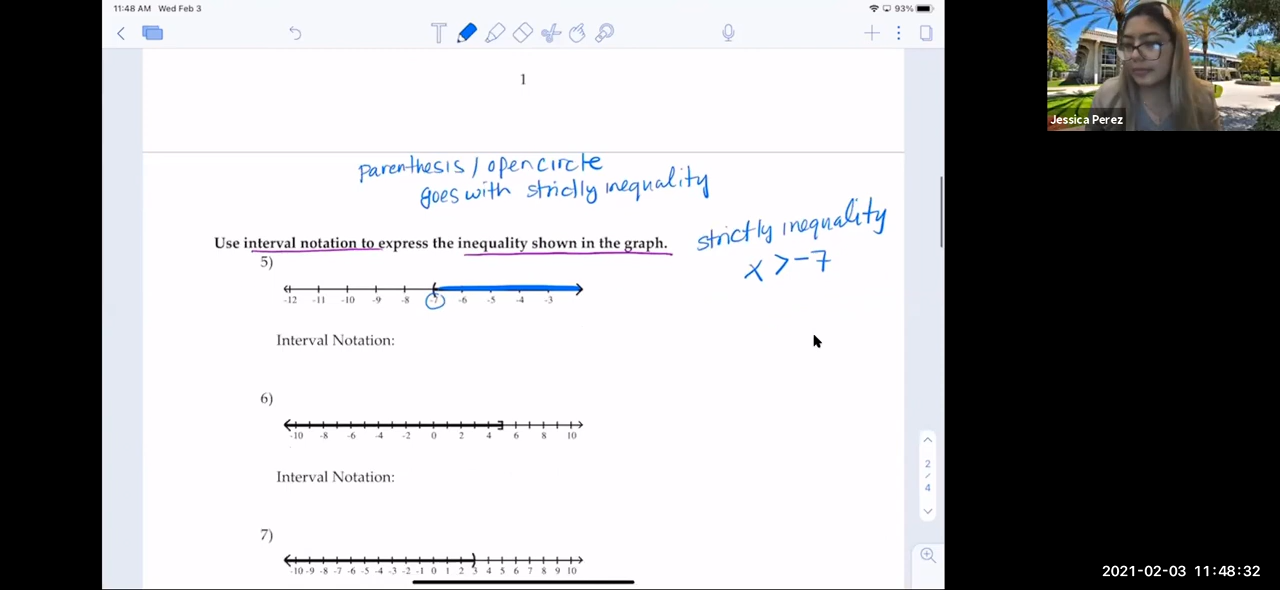 11:48 AM Wed Feb 3
93%
Jessica Perez
1
parenthesis / open circle
goes with strictly inequality
strictly inequality
x > -7
Use interval notation to express the inequality shown in the graph.
5)
-12 -11 -10 -9 -8 -7 -6 -5 -4 -3
Interval Notation:
6)
-10 -8 -6 -4 -2 0 2 4 6 8 10
Interval Notation:
2
/
4
7)
-10 -9 -8 -7 -6 -5 -4 -3 -2 -1 0 1 2 3 4 5 6 7 8 9 10
2021-02-03 11:48:32